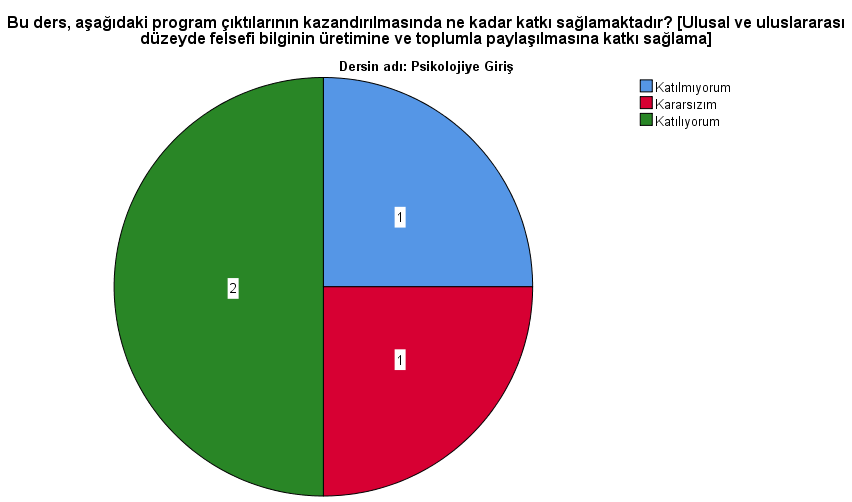 Bu ders, aşağıdaki program çıktılarının kazandırılmasında ne kadar katkı sağlamaktadır? [Ulusal ve uluslararası
düzeyde felsefi bilginin üretimine ve toplumla paylaşılmasına katkı sağlama]
Dersin adı: Psikolojiye Giriş
Katılmıyorum
Kararsızım
Katılıyorum
1
2
1